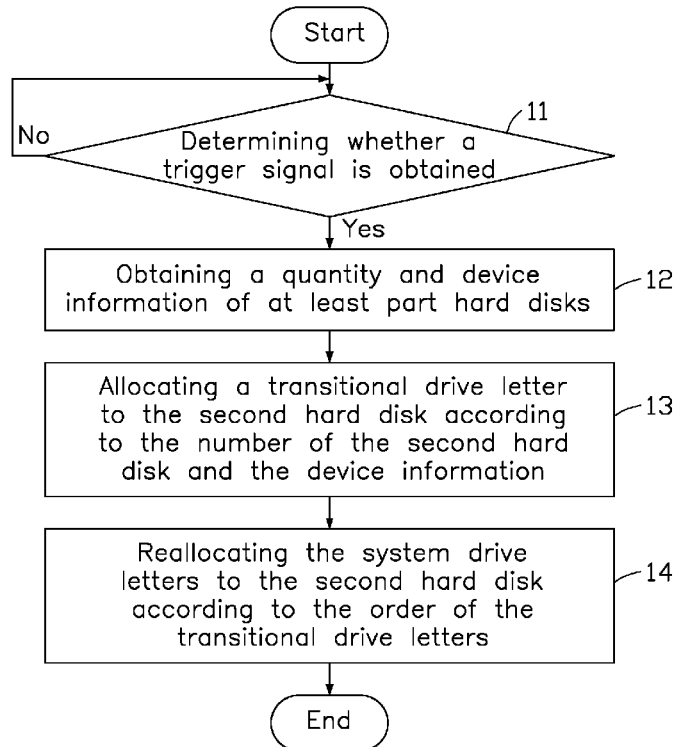 Start
11
No
Determining whether a
trigger signal is obtained
Yes
Obtaining a quantity and device
information of at least part hard disks
12
Allocating a transitional drive letter
to the second hard disk according
to the number of the second hard
disk and the device information
13
Reallocating the system drive
letters to the second hard disk
according to the order of the
transitional drive letters
14
End